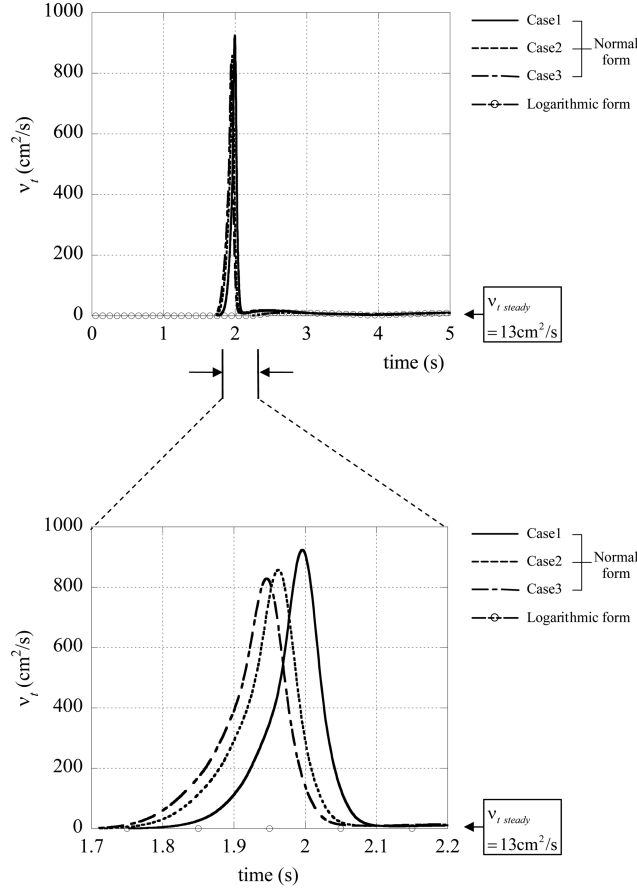 1000
800
600
400
200
0
ν_t (cm²/s)
0 1 2 3 4 5
time (s)
Case1
Case2
Case3
Normal
form
Logarithmic form
ν_t steady
= 13cm²/s
1000
800
600
400
200
0
ν_t (cm²/s)
1.7 1.8 1.9 2 2.1 2.2
time (s)
Case1
Case2
Case3
Normal
form
Logarithmic form
ν_t steady
= 13cm²/s